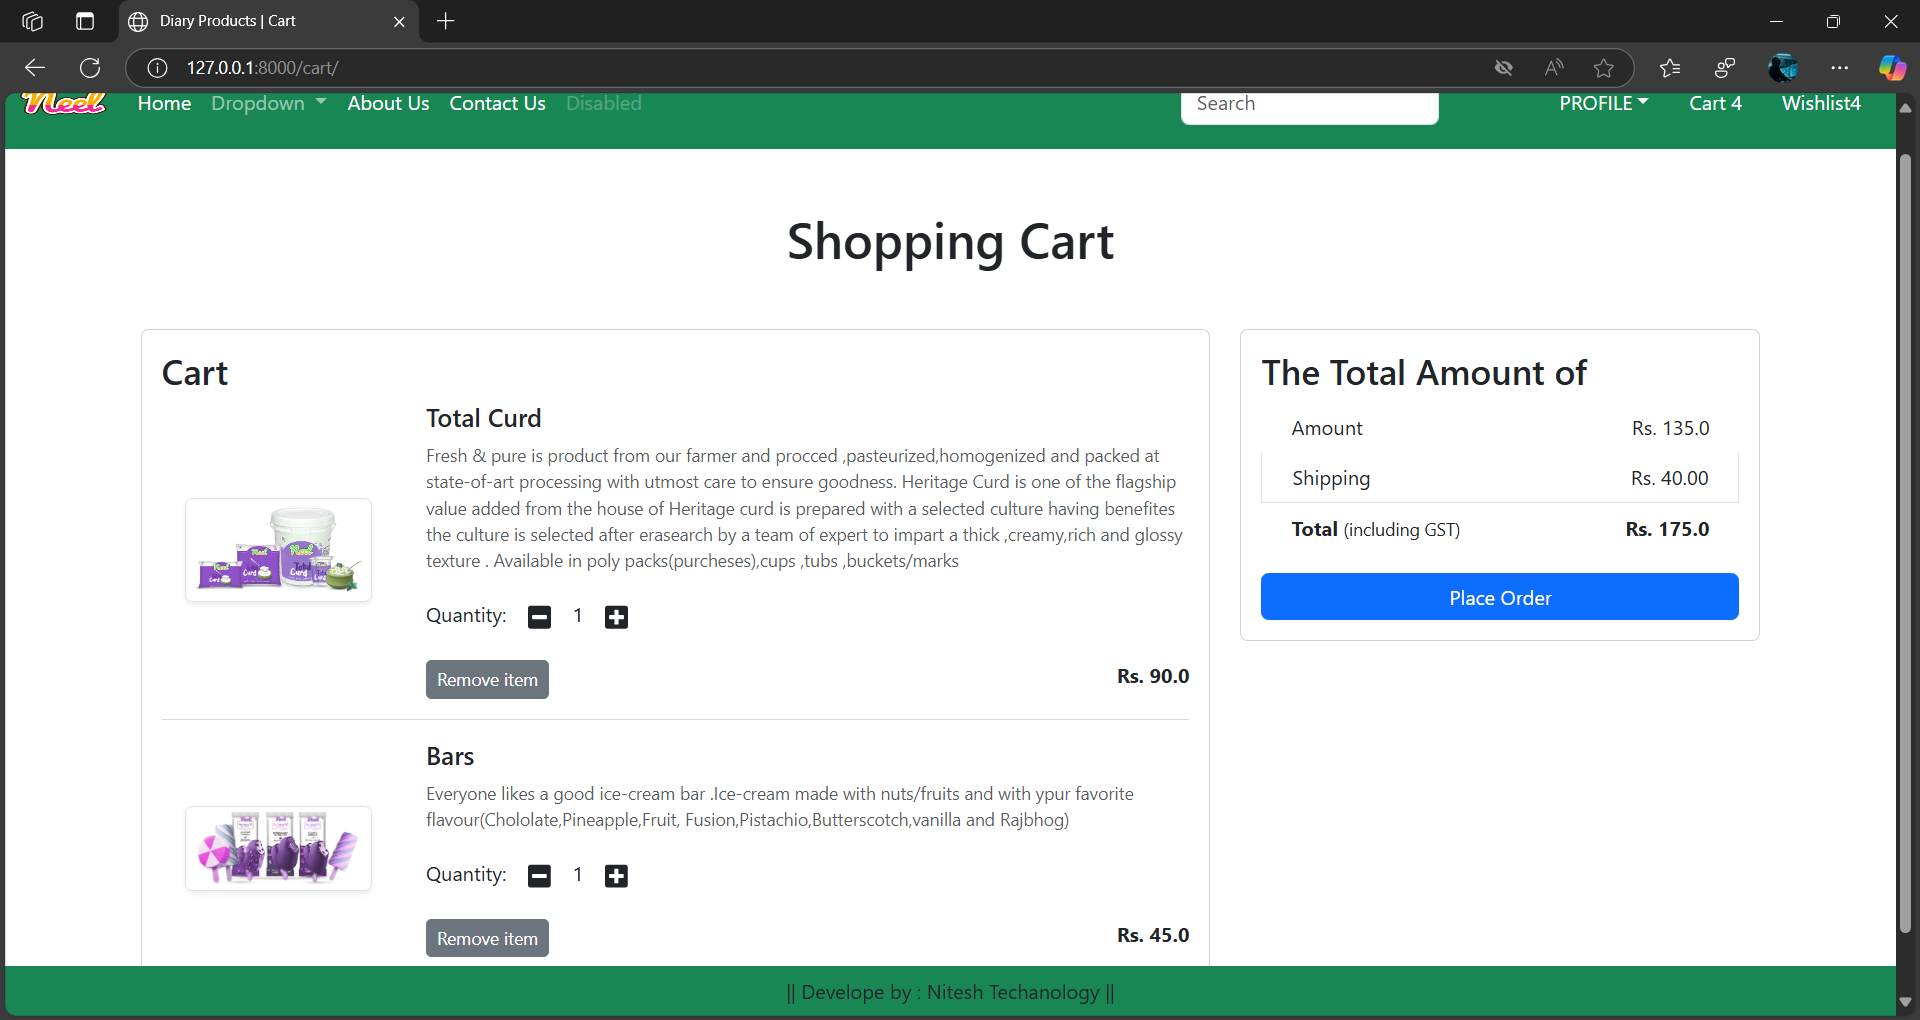 Diary Products | Cart
127.0.0.1:8000/cart/
Neel
Home Dropdown About Us Contact Us Disabled Search PROFILE Cart 4 Wishlist4
Shopping Cart
Cart
Total Curd
Fresh & pure is product from our farmer and procced ,pasteurized,homogenized and packed at
state-of-art processing with utmost care to ensure goodness. Heritage Curd is one of the flagship
value added from the house of Heritage curd is prepared with a selected culture having benefites
the culture is selected after erasearch by a team of expert to impart a thick ,creamy,rich and glossy
texture . Available in poly packs(purcheses),cups ,tubs ,buckets/marks
Quantity: 1
Remove item Rs. 90.0
Bars
Everyone likes a good ice-cream bar .Ice-cream made with nuts/fruits and with ypur favorite
flavour(Chololate,Pineapple,Fruit, Fusion,Pistachio,Butterscotch,vanilla and Rajbhog)
Quantity: 1
Remove item Rs. 45.0
The Total Amount of
Amount Rs. 135.0
Shipping Rs. 40.00
Total (including GST) Rs. 175.0
Place Order
|| Develope by : Nitesh Techanology ||